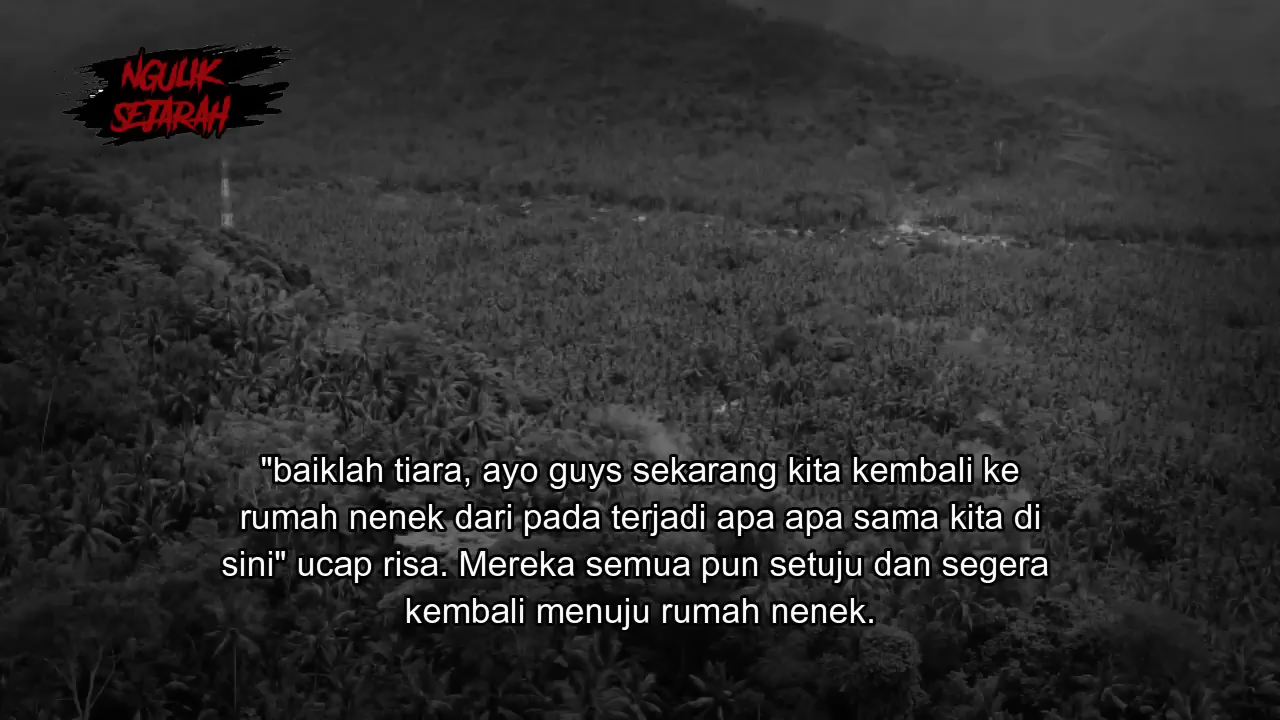 NGULIK
SEJARAH
"baiklah tiara, ayo guys sekarang kita kembali ke
rumah nenek dari pada terjadi apa apa sama kita di
sini" ucap risa. Mereka semua pun setuju dan segera
kembali menuju rumah nenek.